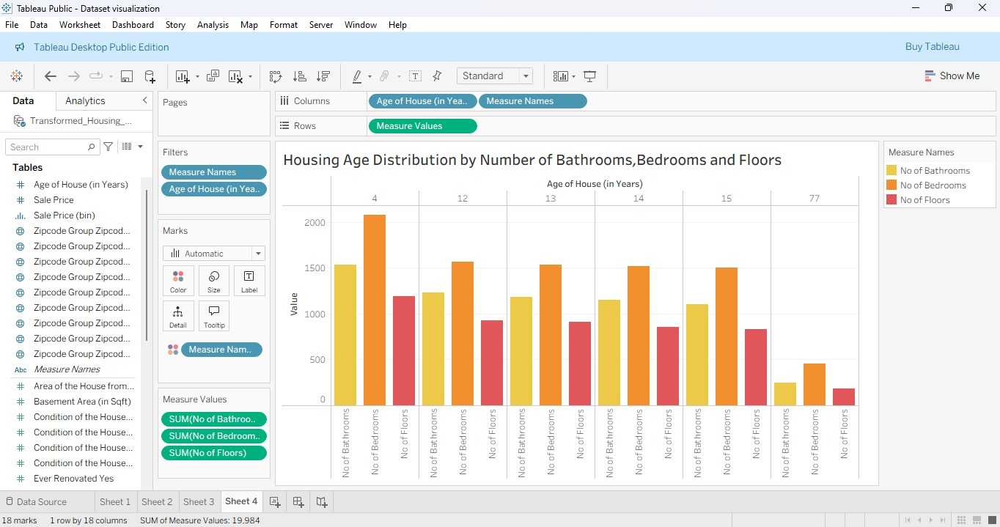 Tableau Public - Dataset visualization
File Data Worksheet Dashboard Story Analysis Map Format Server Window Help
Tableau Desktop Public Edition
Buy Tableau
Standard
Show Me
Data
Analytics
Transformed_Housing_...
Search
Tables
Age of House (in Years)
Sale Price
Sale Price (bin)
Zipcode Group Zipcod...
Zipcode Group Zipcod...
Zipcode Group Zipcod...
Zipcode Group Zipcod...
Zipcode Group Zipcod...
Zipcode Group Zipcod...
Zipcode Group Zipcod...
Zipcode Group Zipcod...
Zipcode Group Zipcod...
Abc Measure Names
Area of the House from...
Basement Area (in Sqft)
Condition of the House...
Condition of the House...
Condition of the House...
Condition of the House...
Ever Renovated Yes
Pages
Filters
Measure Names
Age of House (in Yea..
Marks
Automatic
Color
Size
Label
Detail
Tooltip
Measure Nam..
Measure Values
SUM(No of Bathroo..
SUM(No of Bedroom..
SUM(No of Floors)
Columns
Age of House (in Yea..
Measure Names
Rows
Measure Values
Housing Age Distribution by Number of Bathrooms,Bedrooms and Floors
Age of House (in Years)
4 12 13 14 15 77
Value
2000
1500
1000
500
0
No of Bathrooms
No of Bedrooms
No of Floors
No of Bathrooms
No of Bedrooms
No of Floors
No of Bathrooms
No of Bedrooms
No of Floors
No of Bathrooms
No of Bedrooms
No of Floors
No of Bathrooms
No of Bedrooms
No of Floors
No of Bathrooms
No of Bedrooms
No of Floors
Measure Names
No of Bathrooms
No of Bedrooms
No of Floors
Data Source
Sheet 1
Sheet 2
Sheet 3
Sheet 4
18 marks 1 row by 18 columns SUM of Measure Values: 19,984